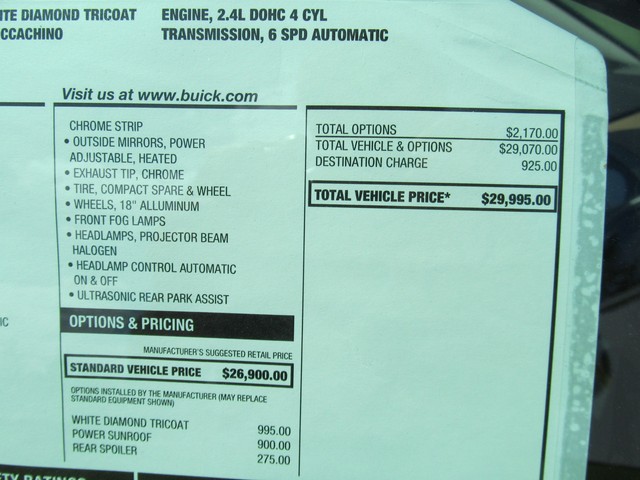 WHITE DIAMOND TRICOAT
ENGINE, 2.4L DOHC 4 CYL
CCACHINO
TRANSMISSION, 6 SPD AUTOMATIC
Visit us at www.buick.com
CHROME STRIP
• OUTSIDE MIRRORS, POWER
ADJUSTABLE, HEATED
• EXHAUST TIP, CHROME
• TIRE, COMPACT SPARE & WHEEL
• WHEELS, 18" ALLUMINUM
• FRONT FOG LAMPS
• HEADLAMPS, PROJECTOR BEAM
HALOGEN
• HEADLAMP CONTROL AUTOMATIC
ON & OFF
• ULTRASONIC REAR PARK ASSIST
OPTIONS & PRICING
MANUFACTURER'S SUGGESTED RETAIL PRICE
STANDARD VEHICLE PRICE $26,900.00
OPTIONS INSTALLED BY THE MANUFACTURER (MAY REPLACE
STANDARD EQUIPMENT SHOWN)
WHITE DIAMOND TRICOAT 995.00
POWER SUNROOF 900.00
REAR SPOILER 275.00
TOTAL OPTIONS $2,170.00
TOTAL VEHICLE & OPTIONS $29,070.00
DESTINATION CHARGE 925.00
TOTAL VEHICLE PRICE* $29,995.00